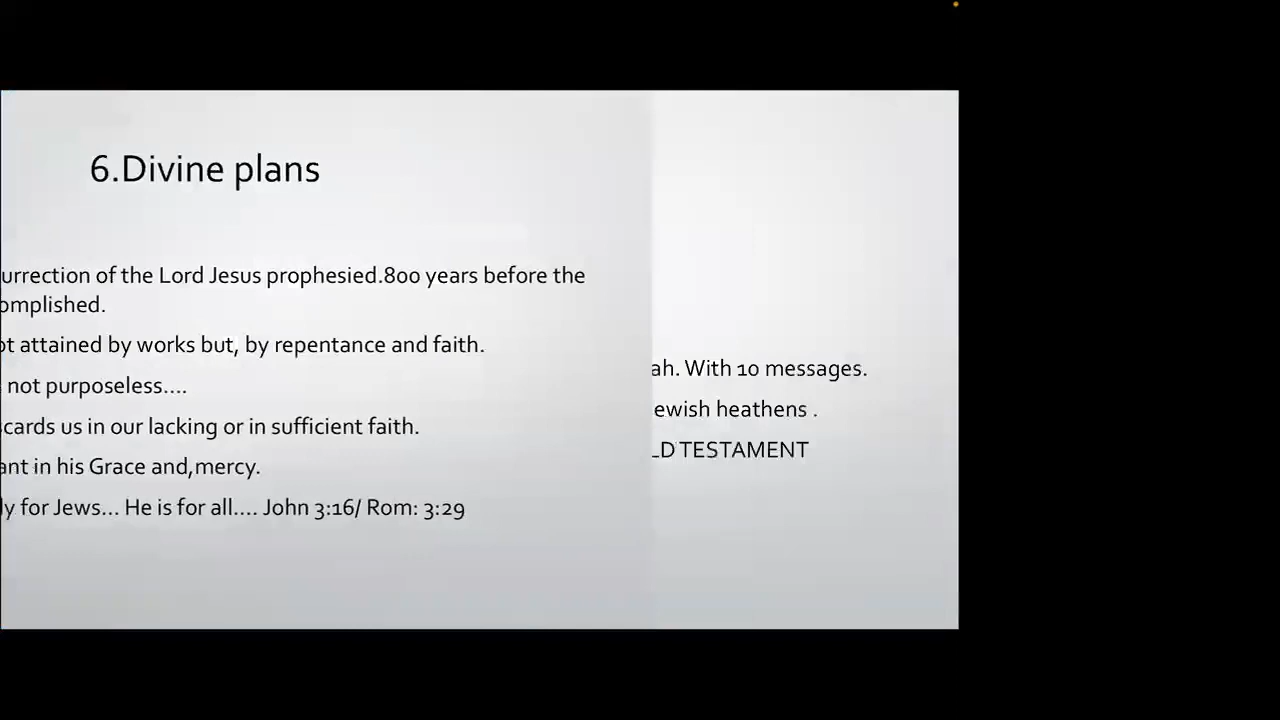 6.Divine plans
urrection of the Lord Jesus prophesied.800 years before the
omplished.
ot attained by works but, by repentance and faith.
not purposeless....
cards us in our lacking or in sufficient faith.
ant in his Grace and,mercy.
ly for Jews... He is for all.... John 3:16/ Rom: 3:29
ah. With 10 messages.
ewish heathens .
LD TESTAMENT